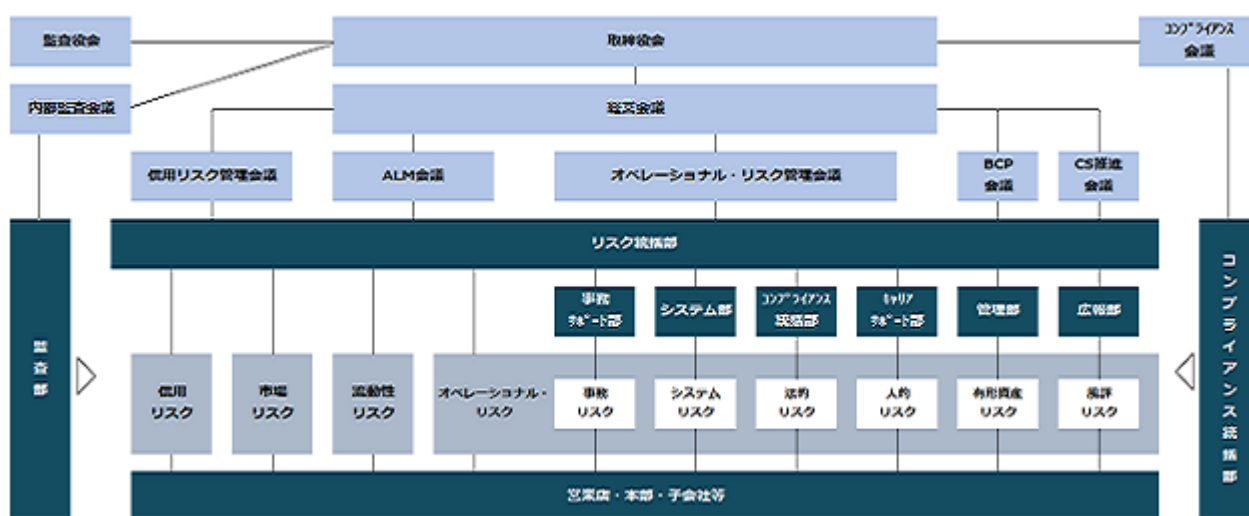 監査役会
取締役会
コンプライアンス
会議
内部監査会議
経営会議
信用リスク管理会議
ALM会議
オペレーショナル・リスク管理会議
BCP
会議
CS推進
会議
リスク統括部
事務
サポート部
システム部
コンプライアンス
統括部
キャリア
サポート部
管理部
広報部
監査部
コンプライアンス統括部
信用
リスク
市場
リスク
流動性
リスク
オペレーショナル・
リスク
事務
リスク
システム
リスク
法的
リスク
人的
リスク
有形資産
リスク
風評
リスク
営業店・本部・子会社等